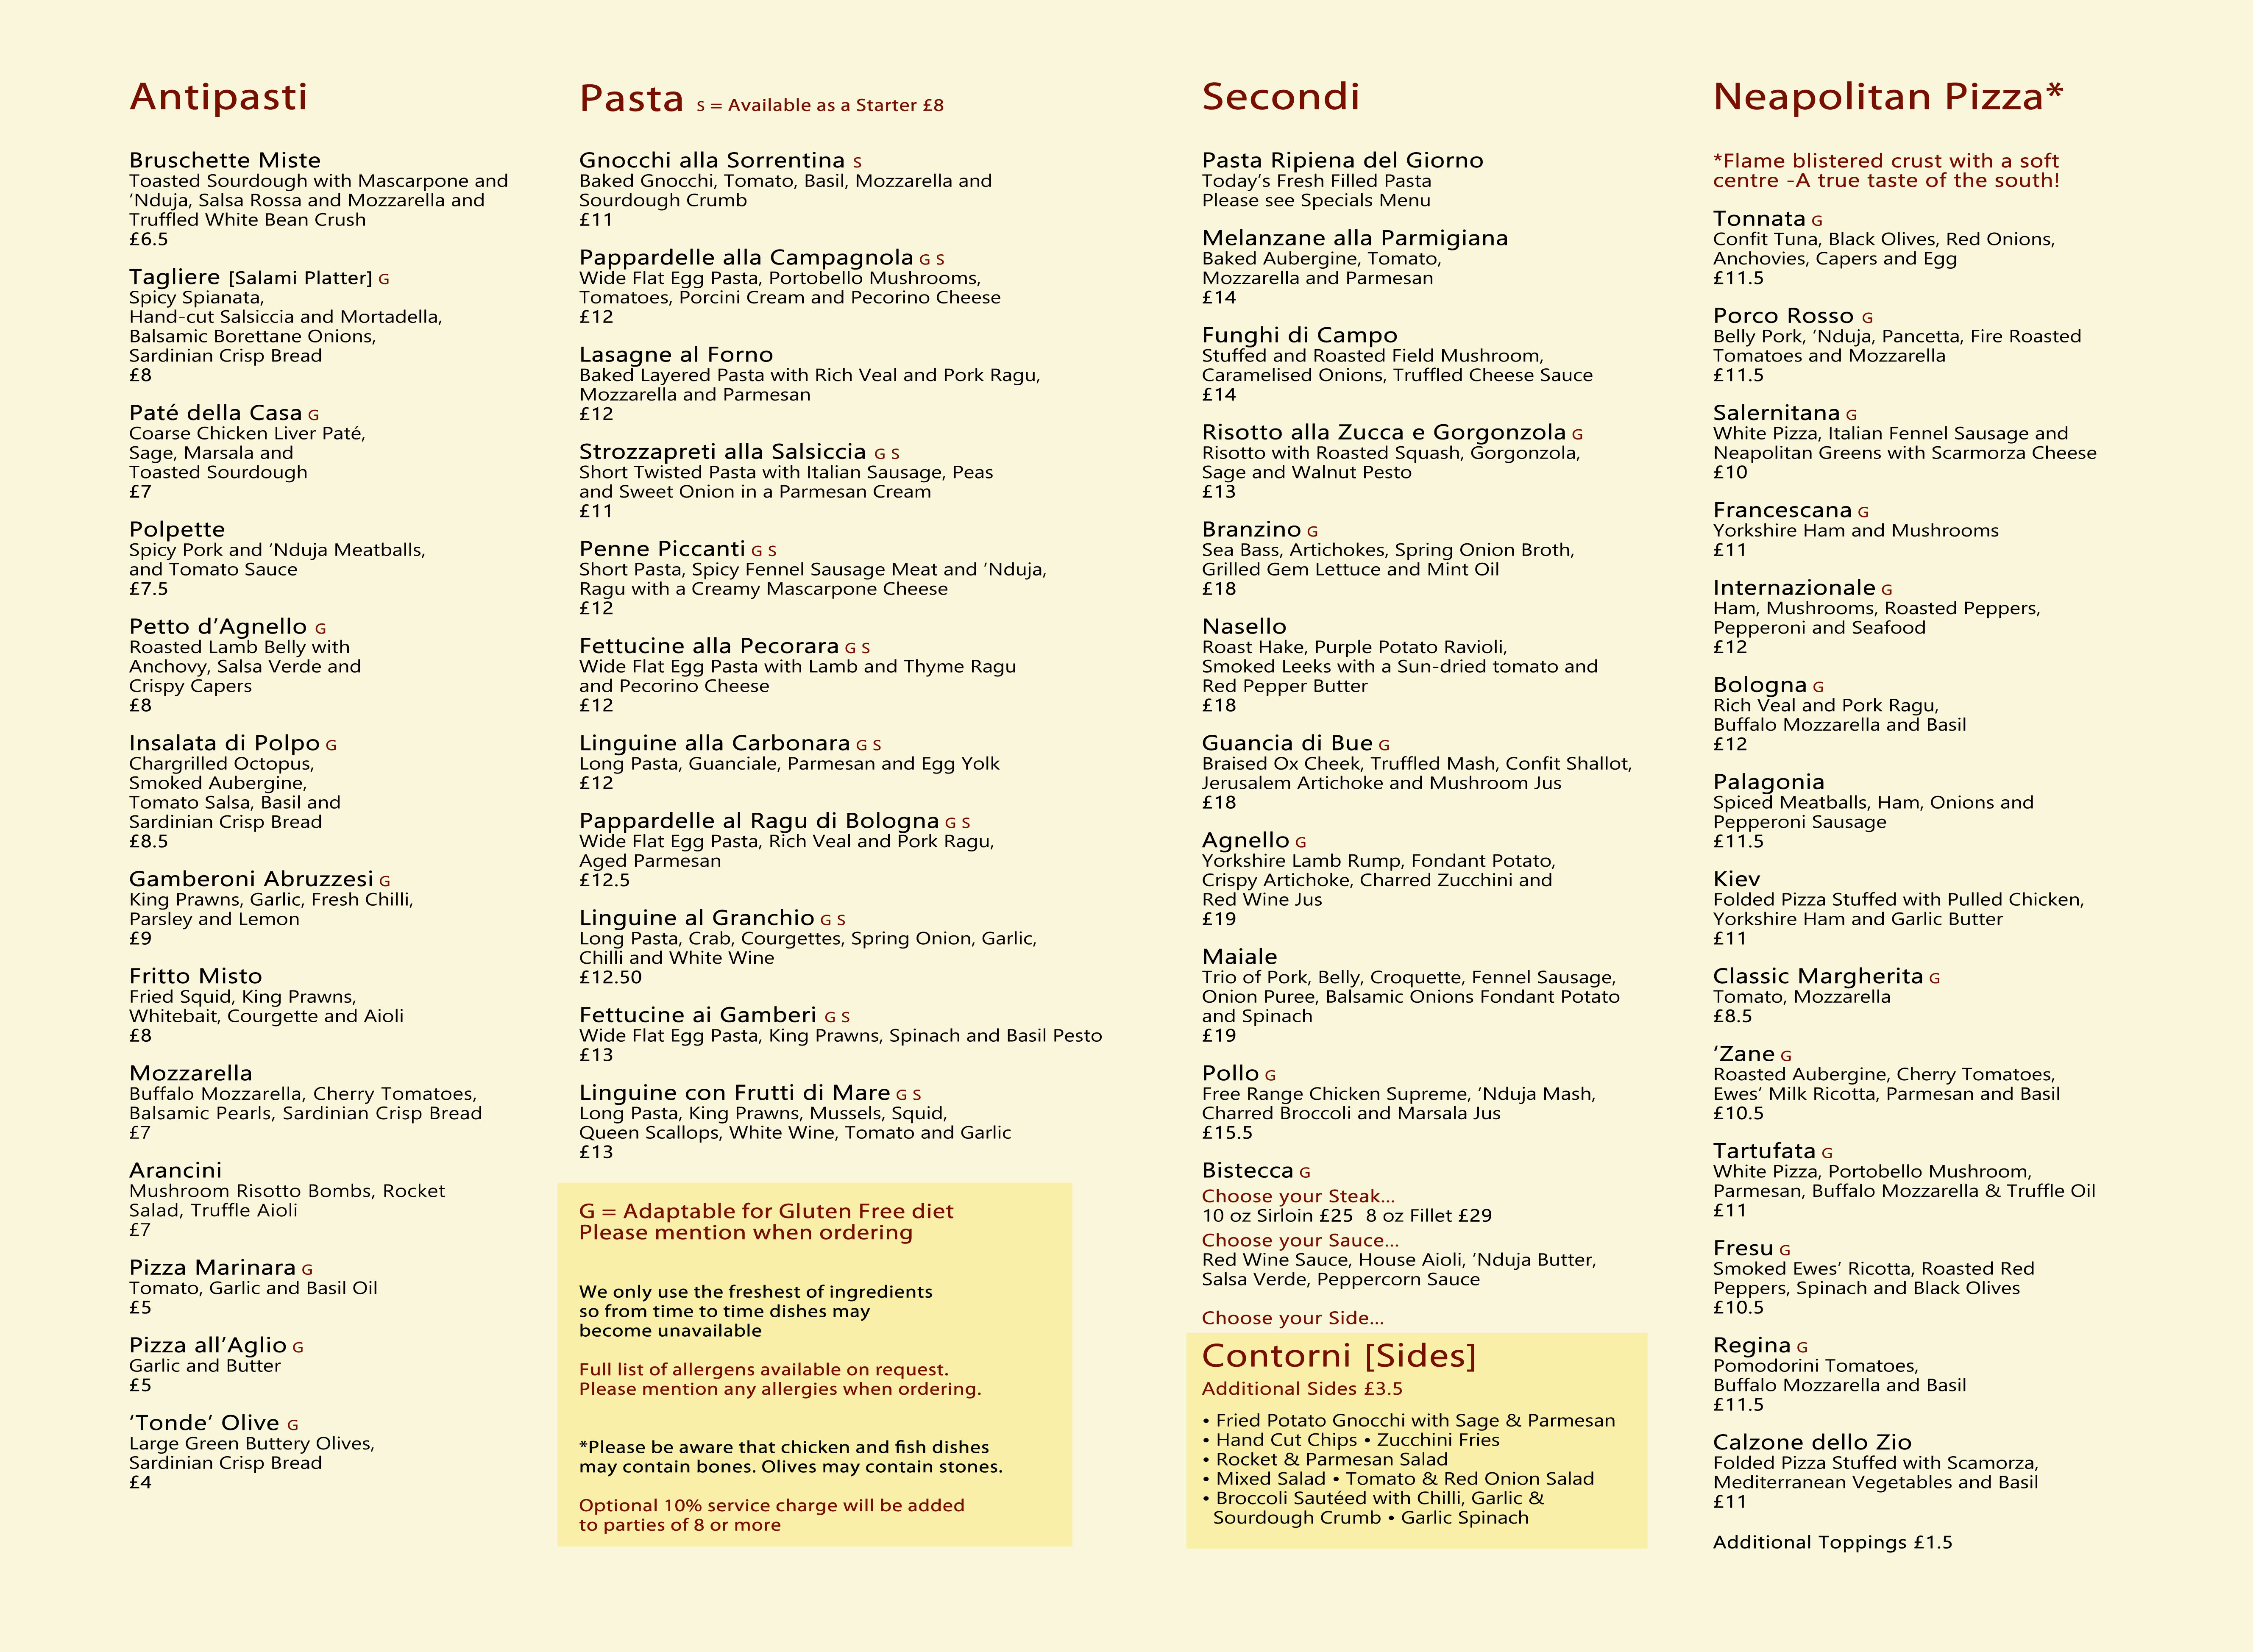 Antipasti
Bruschette Miste
Toasted Sourdough with Mascarpone and
’Nduja, Salsa Rossa and Mozzarella and
Truffled White Bean Crush
£6.5
Tagliere [Salami Platter] G
Spicy Spianata,
Hand-cut Salsiccia and Mortadella,
Balsamic Borettane Onions,
Sardinian Crisp Bread
£8
Paté della Casa G
Coarse Chicken Liver Paté,
Sage, Marsala and
Toasted Sourdough
£7
Polpette
Spicy Pork and ‘Nduja Meatballs,
and Tomato Sauce
£7.5
Petto d’Agnello G
Roasted Lamb Belly with
Anchovy, Salsa Verde and
Crispy Capers
£8
Insalata di Polpo G
Chargrilled Octopus,
Smoked Aubergine,
Tomato Salsa, Basil and
Sardinian Crisp Bread
£8.5
Gamberoni Abruzzesi G
King Prawns, Garlic, Fresh Chilli,
Parsley and Lemon
£9
Fritto Misto
Fried Squid, King Prawns,
Whitebait, Courgette and Aioli
£8
Mozzarella
Buffalo Mozzarella, Cherry Tomatoes,
Balsamic Pearls, Sardinian Crisp Bread
£7
Arancini
Mushroom Risotto Bombs, Rocket
Salad, Truffle Aioli
£7
Pizza Marinara G
Tomato, Garlic and Basil Oil
£5
Pizza all’Aglio G
Garlic and Butter
£5
‘Tonde’ Olive G
Large Green Buttery Olives,
Sardinian Crisp Bread
£4
Pasta S = Available as a Starter £8
Gnocchi alla Sorrentina S
Baked Gnocchi, Tomato, Basil, Mozzarella and
Sourdough Crumb
£11
Pappardelle alla Campagnola G S
Wide Flat Egg Pasta, Portobello Mushrooms,
Tomatoes, Porcini Cream and Pecorino Cheese
£12
Lasagne al Forno
Baked Layered Pasta with Rich Veal and Pork Ragu,
Mozzarella and Parmesan
£12
Strozzapreti alla Salsiccia G S
Short Twisted Pasta with Italian Sausage, Peas
and Sweet Onion in a Parmesan Cream
£11
Penne Piccanti G S
Short Pasta, Spicy Fennel Sausage Meat and ’Nduja,
Ragu with a Creamy Mascarpone Cheese
£12
Fettucine alla Pecorara G S
Wide Flat Egg Pasta with Lamb and Thyme Ragu
and Pecorino Cheese
£12
Linguine alla Carbonara G S
Long Pasta, Guanciale, Parmesan and Egg Yolk
£12
Pappardelle al Ragu di Bologna G S
Wide Flat Egg Pasta, Rich Veal and Pork Ragu,
Aged Parmesan
£12.5
Linguine al Granchio G S
Long Pasta, Crab, Courgettes, Spring Onion, Garlic,
Chilli and White Wine
£12.50
Fettucine ai Gamberi G S
Wide Flat Egg Pasta, King Prawns, Spinach and Basil Pesto
£13
Linguine con Frutti di Mare G S
Long Pasta, King Prawns, Mussels, Squid,
Queen Scallops, White Wine, Tomato and Garlic
£13
G = Adaptable for Gluten Free diet
Please mention when ordering
We only use the freshest of ingredients
so from time to time dishes may
become unavailable
Full list of allergens available on request.
Please mention any allergies when ordering.
*Please be aware that chicken and fish dishes
may contain bones. Olives may contain stones.
Optional 10% service charge will be added
to parties of 8 or more
Secondi
Pasta Ripiena del Giorno
Today’s Fresh Filled Pasta
Please see Specials Menu
Melanzane alla Parmigiana
Baked Aubergine, Tomato,
Mozzarella and Parmesan
£14
Funghi di Campo
Stuffed and Roasted Field Mushroom,
Caramelised Onions, Truffled Cheese Sauce
£14
Risotto alla Zucca e Gorgonzola G
Risotto with Roasted Squash, Gorgonzola,
Sage and Walnut Pesto
£13
Branzino G
Sea Bass, Artichokes, Spring Onion Broth,
Grilled Gem Lettuce and Mint Oil
£18
Nasello
Roast Hake, Purple Potato Ravioli,
Smoked Leeks with a Sun-dried tomato and
Red Pepper Butter
£18
Guancia di Bue G
Braised Ox Cheek, Truffled Mash, Confit Shallot,
Jerusalem Artichoke and Mushroom Jus
£18
Agnello G
Yorkshire Lamb Rump, Fondant Potato,
Crispy Artichoke, Charred Zucchini and
Red Wine Jus
£19
Maiale
Trio of Pork, Belly, Croquette, Fennel Sausage,
Onion Puree, Balsamic Onions Fondant Potato
and Spinach
£19
Pollo G
Free Range Chicken Supreme, ‘Nduja Mash,
Charred Broccoli and Marsala Jus
£15.5
Bistecca G
Choose your Steak...
10 oz Sirloin £25 8 oz Fillet £29
Choose your Sauce...
Red Wine Sauce, House Aioli, ’Nduja Butter,
Salsa Verde, Peppercorn Sauce
Choose your Side...
Contorni [Sides]
Additional Sides £3.5
• Fried Potato Gnocchi with Sage & Parmesan
• Hand Cut Chips • Zucchini Fries
• Rocket & Parmesan Salad
• Mixed Salad • Tomato & Red Onion Salad
• Broccoli Sautéed with Chilli, Garlic &
Sourdough Crumb • Garlic Spinach
Neapolitan Pizza*
*Flame blistered crust with a soft
centre -A true taste of the south!
Tonnata G
Confit Tuna, Black Olives, Red Onions,
Anchovies, Capers and Egg
£11.5
Porco Rosso G
Belly Pork, ‘Nduja, Pancetta, Fire Roasted
Tomatoes and Mozzarella
£11.5
Salernitana G
White Pizza, Italian Fennel Sausage and
Neapolitan Greens with Scarmorza Cheese
£10
Francescana G
Yorkshire Ham and Mushrooms
£11
Internazionale G
Ham, Mushrooms, Roasted Peppers,
Pepperoni and Seafood
£12
Bologna G
Rich Veal and Pork Ragu,
Buffalo Mozzarella and Basil
£12
Palagonia
Spiced Meatballs, Ham, Onions and
Pepperoni Sausage
£11.5
Kiev
Folded Pizza Stuffed with Pulled Chicken,
Yorkshire Ham and Garlic Butter
£11
Classic Margherita G
Tomato, Mozzarella
£8.5
‘Zane G
Roasted Aubergine, Cherry Tomatoes,
Ewes’ Milk Ricotta, Parmesan and Basil
£10.5
Tartufata G
White Pizza, Portobello Mushroom,
Parmesan, Buffalo Mozzarella & Truffle Oil
£11
Fresu G
Smoked Ewes’ Ricotta, Roasted Red
Peppers, Spinach and Black Olives
£10.5
Regina G
Pomodorini Tomatoes,
Buffalo Mozzarella and Basil
£11.5
Calzone dello Zio
Folded Pizza Stuffed with Scamorza,
Mediterranean Vegetables and Basil
£11
Additional Toppings £1.5